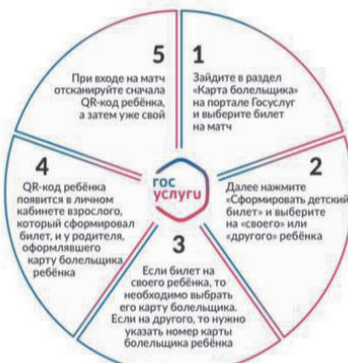 1
Зайдите в раздел
«Карта болельщика»
на портале Госуслуг
и выберите билет
на матч
2
Далее нажмите
«Сформировать детский
билет» и выберите
на «своего» или
«другого» ребёнка
3
Если билет на
своего ребёнка, то
необходимо выбрать
его карту болельщика.
Если на другого, то нужно
указать номер карты
болельщика ребёнка
4
QR-код ребёнка
появится в личном
кабинете взрослого,
который сформировал
билет, и у родителя,
оформлявшего
карту болельщика
ребёнка
5
При входе на матч
отсканируйте сначала
QR-код ребёнка,
а затем уже свой
гос
услуги